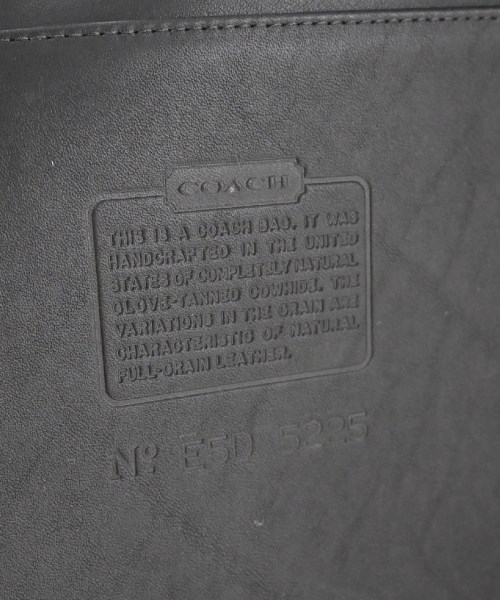 COACH
THIS IS A COACH BAG. IT WAS
HANDCRAFTED IN THE UNITED
STATES OF COMPLETELY NATURAL
GLOVE-TANNED COWHIDE. THE
VARIATIONS IN THE GRAIN ARE
CHARACTERISTIC OF NATURAL
FULL-GRAIN LEATHER.
Nº E5D 5225